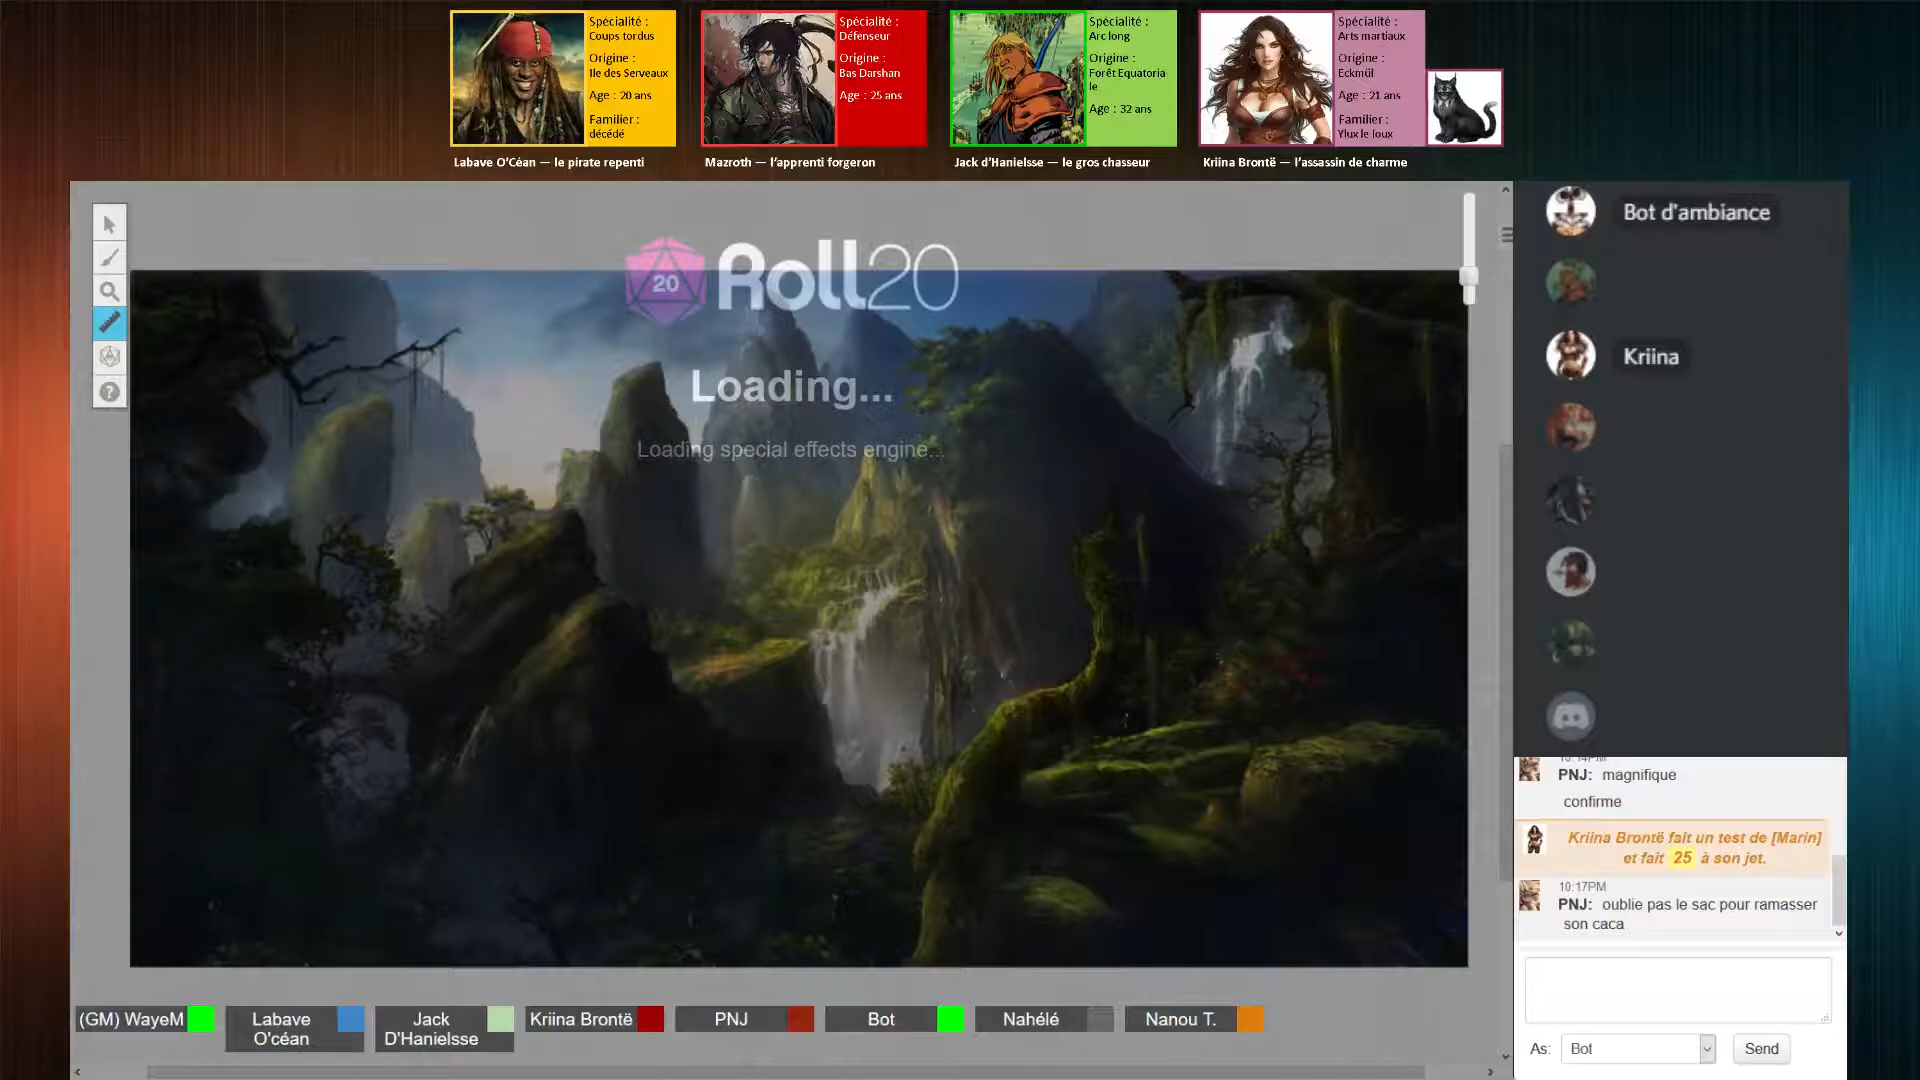 Spécialité :
Coups tordus
Origine :
Ile des Serveaux
Age : 20 ans
Familier :
décédé
Labave O'Céan — le pirate repenti
Spécialité :
Défenseur
Origine :
Bas Darshan
Age : 25 ans
Mazroth — l'apprenti forgeron
Spécialité :
Arc long
Origine :
Forêt Equatoria
le
Age : 32 ans
Jack d'Hanielsse — le gros chasseur
Spécialité :
Arts martiaux
Origine :
Eckmül
Age : 21 ans
Familier :
Ylux le loux
Kriina Brontë — l'assassin de charme
20
Roll20
Loading...
Loading special effects engine...
Bot d'ambiance
Kriina
10:14PM
PNJ: magnifique
confirme
Kriina Brontë fait un test de [Marin]
et fait 25 à son jet.
10:17PM
PNJ: oublie pas le sac pour ramasser
son caca
As: Bot Send
(GM) WayeM
Labave
O'céan
Jack
D'Hanielsse
Kriina Brontë
PNJ
Bot
Nahélé
Nanou T.